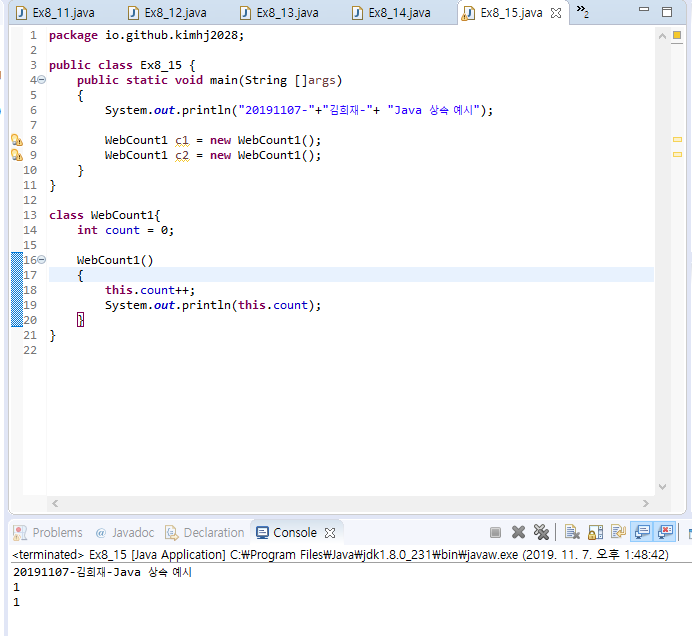 Ex8_11.java Ex8_12.java Ex8_13.java Ex8_14.java Ex8_15.java »2
1 package io.github.kimhj2028;
2
3 public class Ex8_15 {
4 public static void main(String []args)
5 {
6 System.out.println("20191107-"+"김희재-"+ "Java 상속 예시");
7
8 WebCount1 c1 = new WebCount1();
9 WebCount1 c2 = new WebCount1();
10 }
11 }
12
13 class WebCount1{
14 int count = 0;
15
16 WebCount1()
17 {
18 this.count++;
19 System.out.println(this.count);
20 }
21 }
22
Problems @ Javadoc Declaration Console
<terminated> Ex8_15 [Java Application] C:₩Program Files₩Java₩jdk1.8.0_231₩bin₩javaw.exe (2019. 11. 7. 오후 1:48:42)
20191107-김희재-Java 상속 예시
1
1